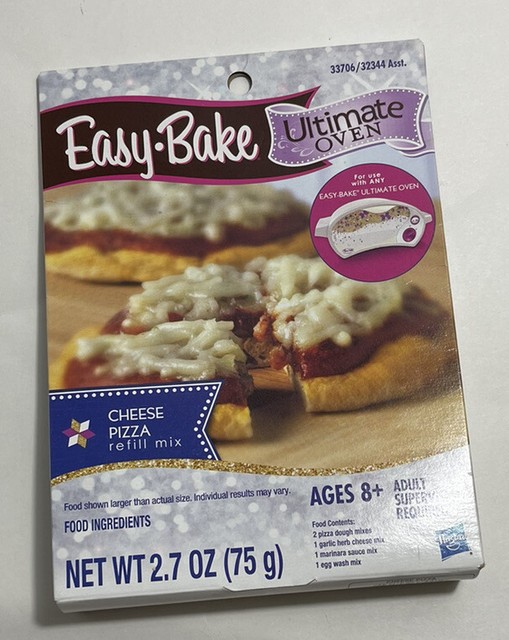 33706/32344 Asst.
Easy·Bake
Ultimate
OVEN
For use
with ANY
EASY-BAKE® ULTIMATE OVEN
CHEESE
PIZZA
refill mix
Food shown larger than actual size. Individual results may vary.
FOOD INGREDIENTS
AGES 8+
ADULT
Food Contents:
2 pizza dough mixes
1 garlic herb cheese mix
1 marinara sauce mix
1 egg wash mix
Hasbro
NET WT 2.7 OZ (75 g)